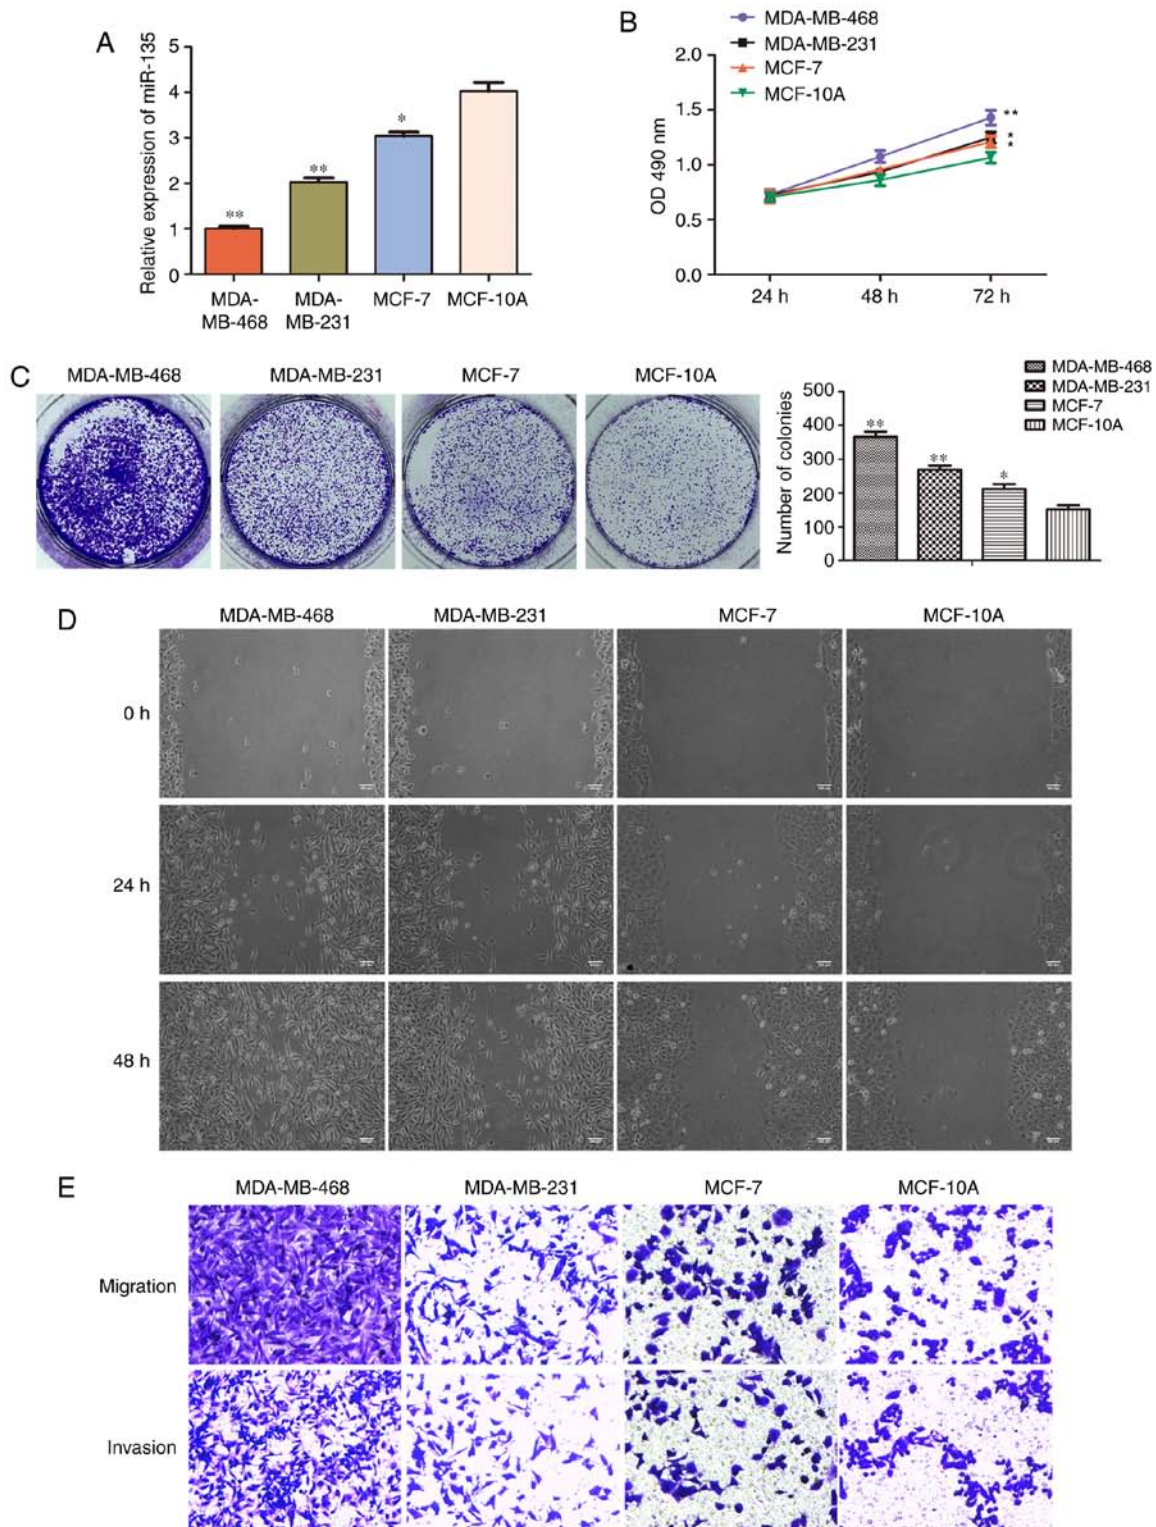 A
Relative expression of miR-135
5
4
3
2
1
0
**
**
*
MDA-
MB-468
MDA-
MB-231
MCF-7
MCF-10A
B
MDA-MB-468
MDA-MB-231
MCF-7
MCF-10A
OD 490 nm
2.0
1.5
1.0
0.5
0.0
**
*
*
24 h
48 h
72 h
C
MDA-MB-468
MDA-MB-231
MCF-7
MCF-10A
Number of colonies
500
400
300
200
100
0
**
**
*
MDA-MB-468
MDA-MB-231
MCF-7
MCF-10A
D
MDA-MB-468
MDA-MB-231
MCF-7
MCF-10A
0 h
24 h
48 h
E
MDA-MB-468
MDA-MB-231
MCF-7
MCF-10A
Migration
Invasion